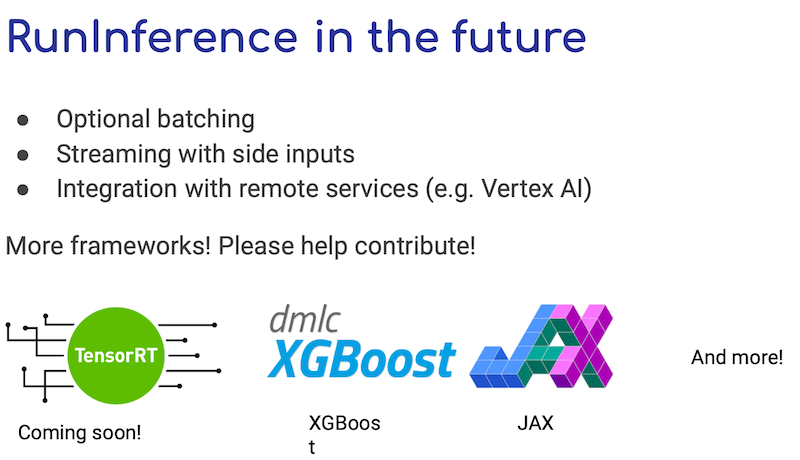 RunInference in the future
● Optional batching
● Streaming with side inputs
● Integration with remote services (e.g. Vertex AI)
More frameworks! Please help contribute!
TensorRT
dmlc
XGBoost
JAX
And more!
Coming soon!
XGBoos
t
JAX